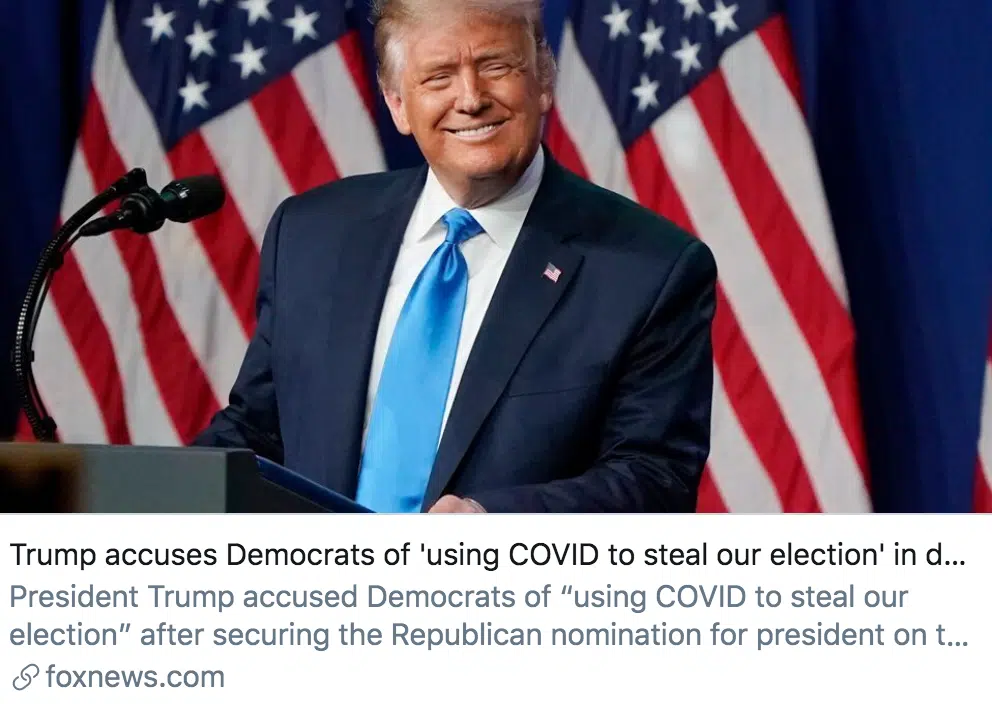 Trump accuses Democrats of 'using COVID to steal our election' in d...
President Trump accused Democrats of “using COVID to steal our
election” after securing the Republican nomination for president on t...
foxnews.com